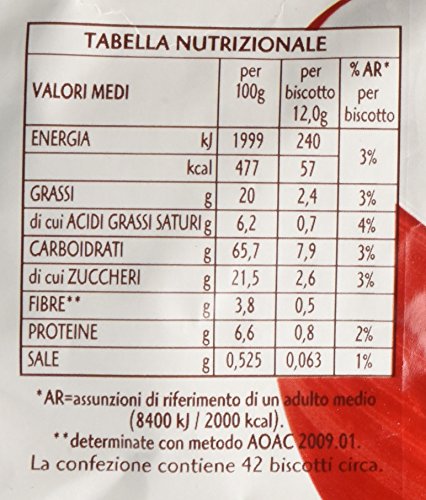 TABELLA NUTRIZIONALE
VALORI MEDI per 100g per biscotto 12,0g % AR* per biscotto
ENERGIA kJ 1999 240 3%
kcal 477 57
GRASSI g 20 2,4 3%
di cui ACIDI GRASSI SATURI g 6,2 0,7 4%
CARBOIDRATI g 65,7 7,9 3%
di cui ZUCCHERI g 21,5 2,6 3%
FIBRE** g 3,8 0,5
PROTEINE g 6,6 0,8 2%
SALE g 0,525 0,063 1%
*AR=assunzioni di riferimento di un adulto medio
(8400 kJ / 2000 kcal).
**determinate con metodo AOAC 2009.01.
La confezione contiene 42 biscotti circa.